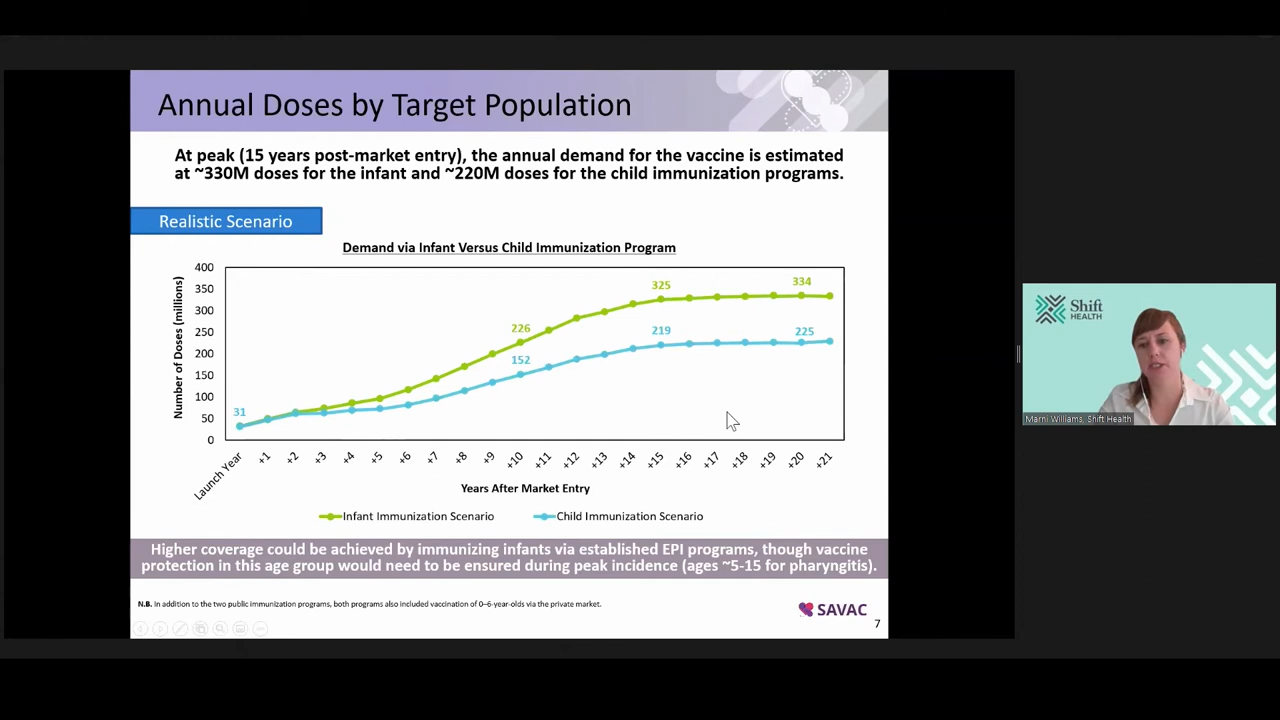 Annual Doses by Target Population
At peak (15 years post-market entry), the annual demand for the vaccine is estimated
at ~330M doses for the infant and ~220M doses for the child immunization programs.
Realistic Scenario
Demand via Infant Versus Child Immunization Program
Number of Doses (millions)
400
350
300
250
200
150
100
50
0
31
226
152
325
219
334
225
Launch Year
+1
+2
+3
+4
+5
+6
+7
+8
+9
+10
+11
+12
+13
+14
+15
+16
+17
+18
+19
+20
+21
Years After Market Entry
Infant Immunization Scenario
Child Immunization Scenario
Higher coverage could be achieved by immunizing infants via established EPI programs, though vaccine
protection in this age group would need to be ensured during peak incidence (ages ~5-15 for pharyngitis).
N.B. In addition to the two public immunization programs, both programs also included vaccination of 0–6-year-olds via the private market.
SAVAC
7
Shift
HEALTH
Marni Williams, Shift Health